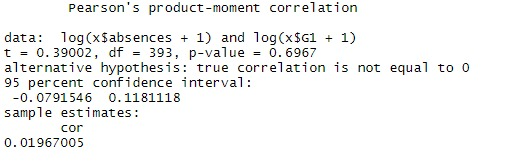 Pearson's product-moment correlation
data:  log(x$absences + 1) and log(x$G1 + 1)
t = 0.39002, df = 393, p-value = 0.6967
alternative hypothesis: true correlation is not equal to 0
95 percent confidence interval:
-0.0791546  0.1181118
sample estimates:
cor
0.01967005